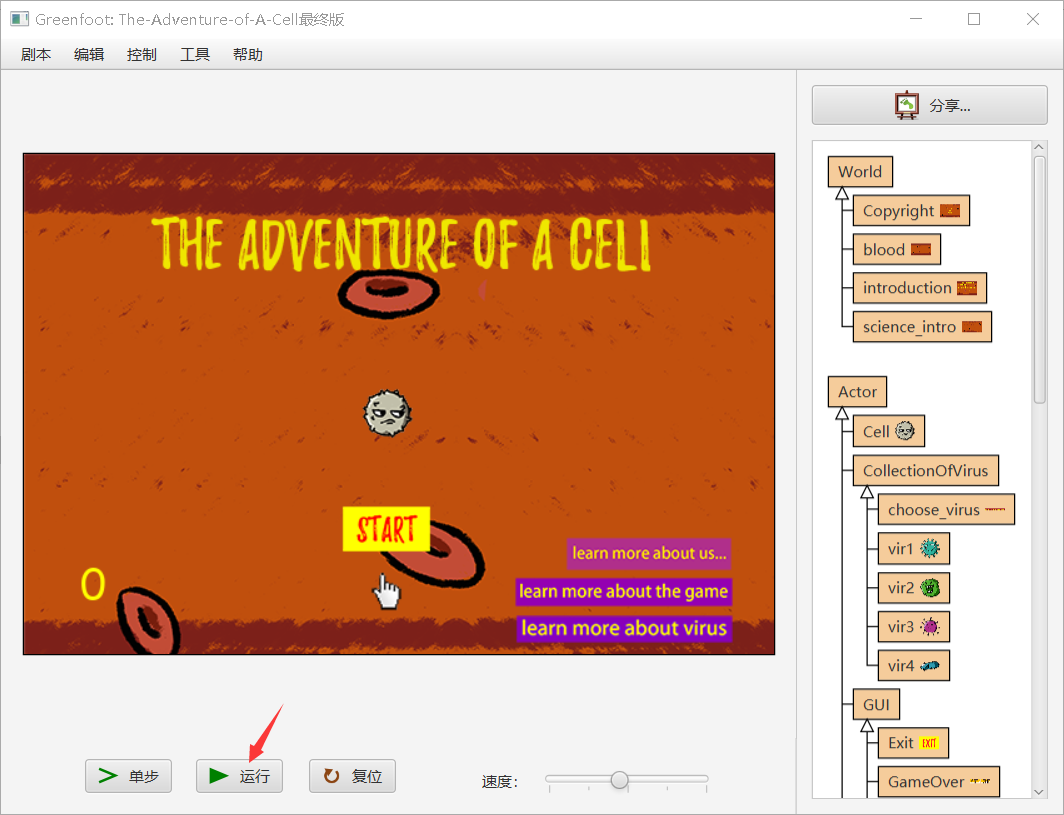 Greenfoot: The-Adventure-of-A-Cell最终版
剧本 编辑 控制 工具 帮助
分享...
THE ADVENTURE OF A CELL
START
learn more about us...
learn more about the game
0
learn more about virus
单步 运行 复位 速度:
World
Copyright
blood
introduction
science_intro
Actor
Cell
CollectionOfVirus
choose_virus
vir1
vir2
vir3
vir4
GUI
Exit EXIT
GameOver